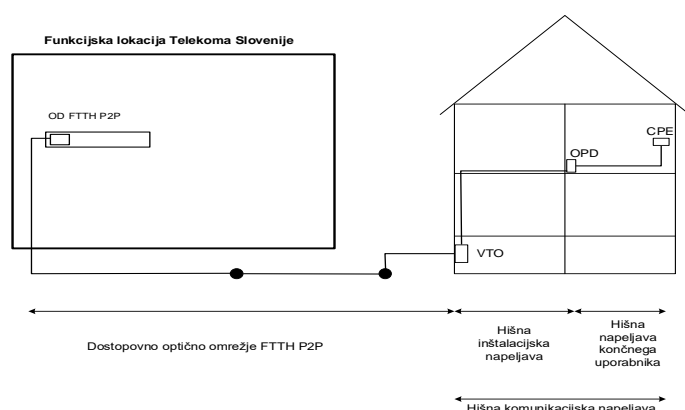 Funkcijska lokacija Telekoma Slovenije
OD FTTH P2P
CPE
OPD
VTO
Dostopovno optično omrežje FTTH P2P
Hišna
inštalacijska
napeljava
Hišna
napeljava
končnega
uporabnika
Hišna komunikacijska napeljava